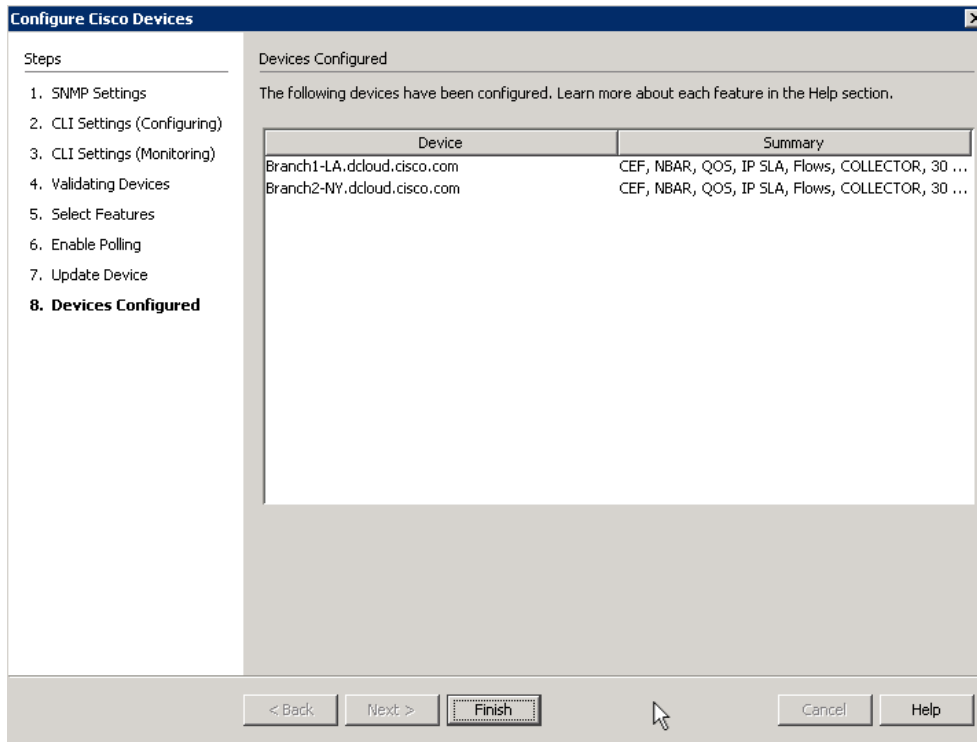 Configure Cisco Devices
Steps
1. SNMP Settings
2. CLI Settings (Configuring)
3. CLI Settings (Monitoring)
4. Validating Devices
5. Select Features
6. Enable Polling
7. Update Device
8. Devices Configured
Devices Configured
The following devices have been configured. Learn more about each feature in the Help section.
Device Summary
Branch1-LA.dcloud.cisco.com CEF, NBAR, QOS, IP SLA, Flows, COLLECTOR, 30 ...
Branch2-NY.dcloud.cisco.com CEF, NBAR, QOS, IP SLA, Flows, COLLECTOR, 30 ...
< Back Next > Finish Cancel Help